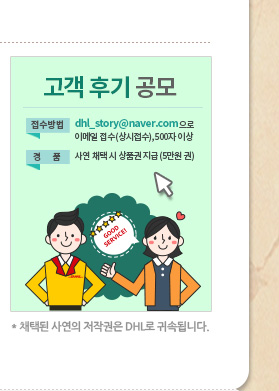 고객 후기 공모
접수방법 dhl_story@naver.com으로
이메일 접수(상시접수), 500자 이상
경 품 사연 채택 시 상품권 지급 (5만원 권)
GOOD
SERVICE!
* 채택된 사연의 저작권은 DHL로 귀속됩니다.